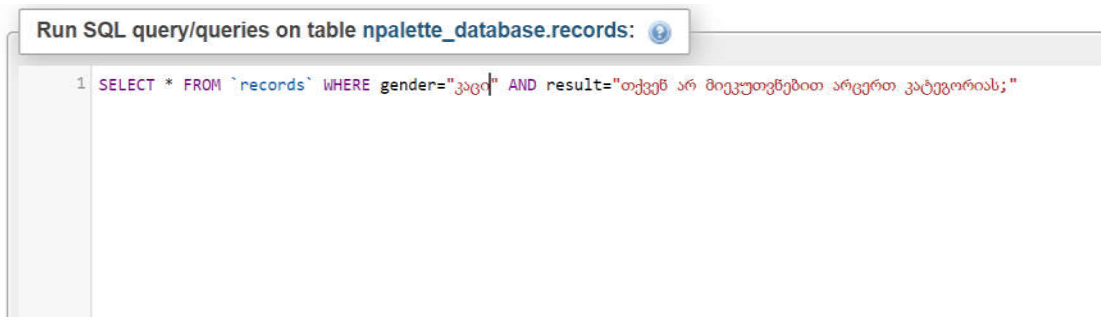 Run SQL query/queries on table npalette_database.records:
1 SELECT * FROM `records` WHERE gender="კაცი" AND result="თქვენ არ მიეკუთვნებით არცერთ კატეგორიას;"